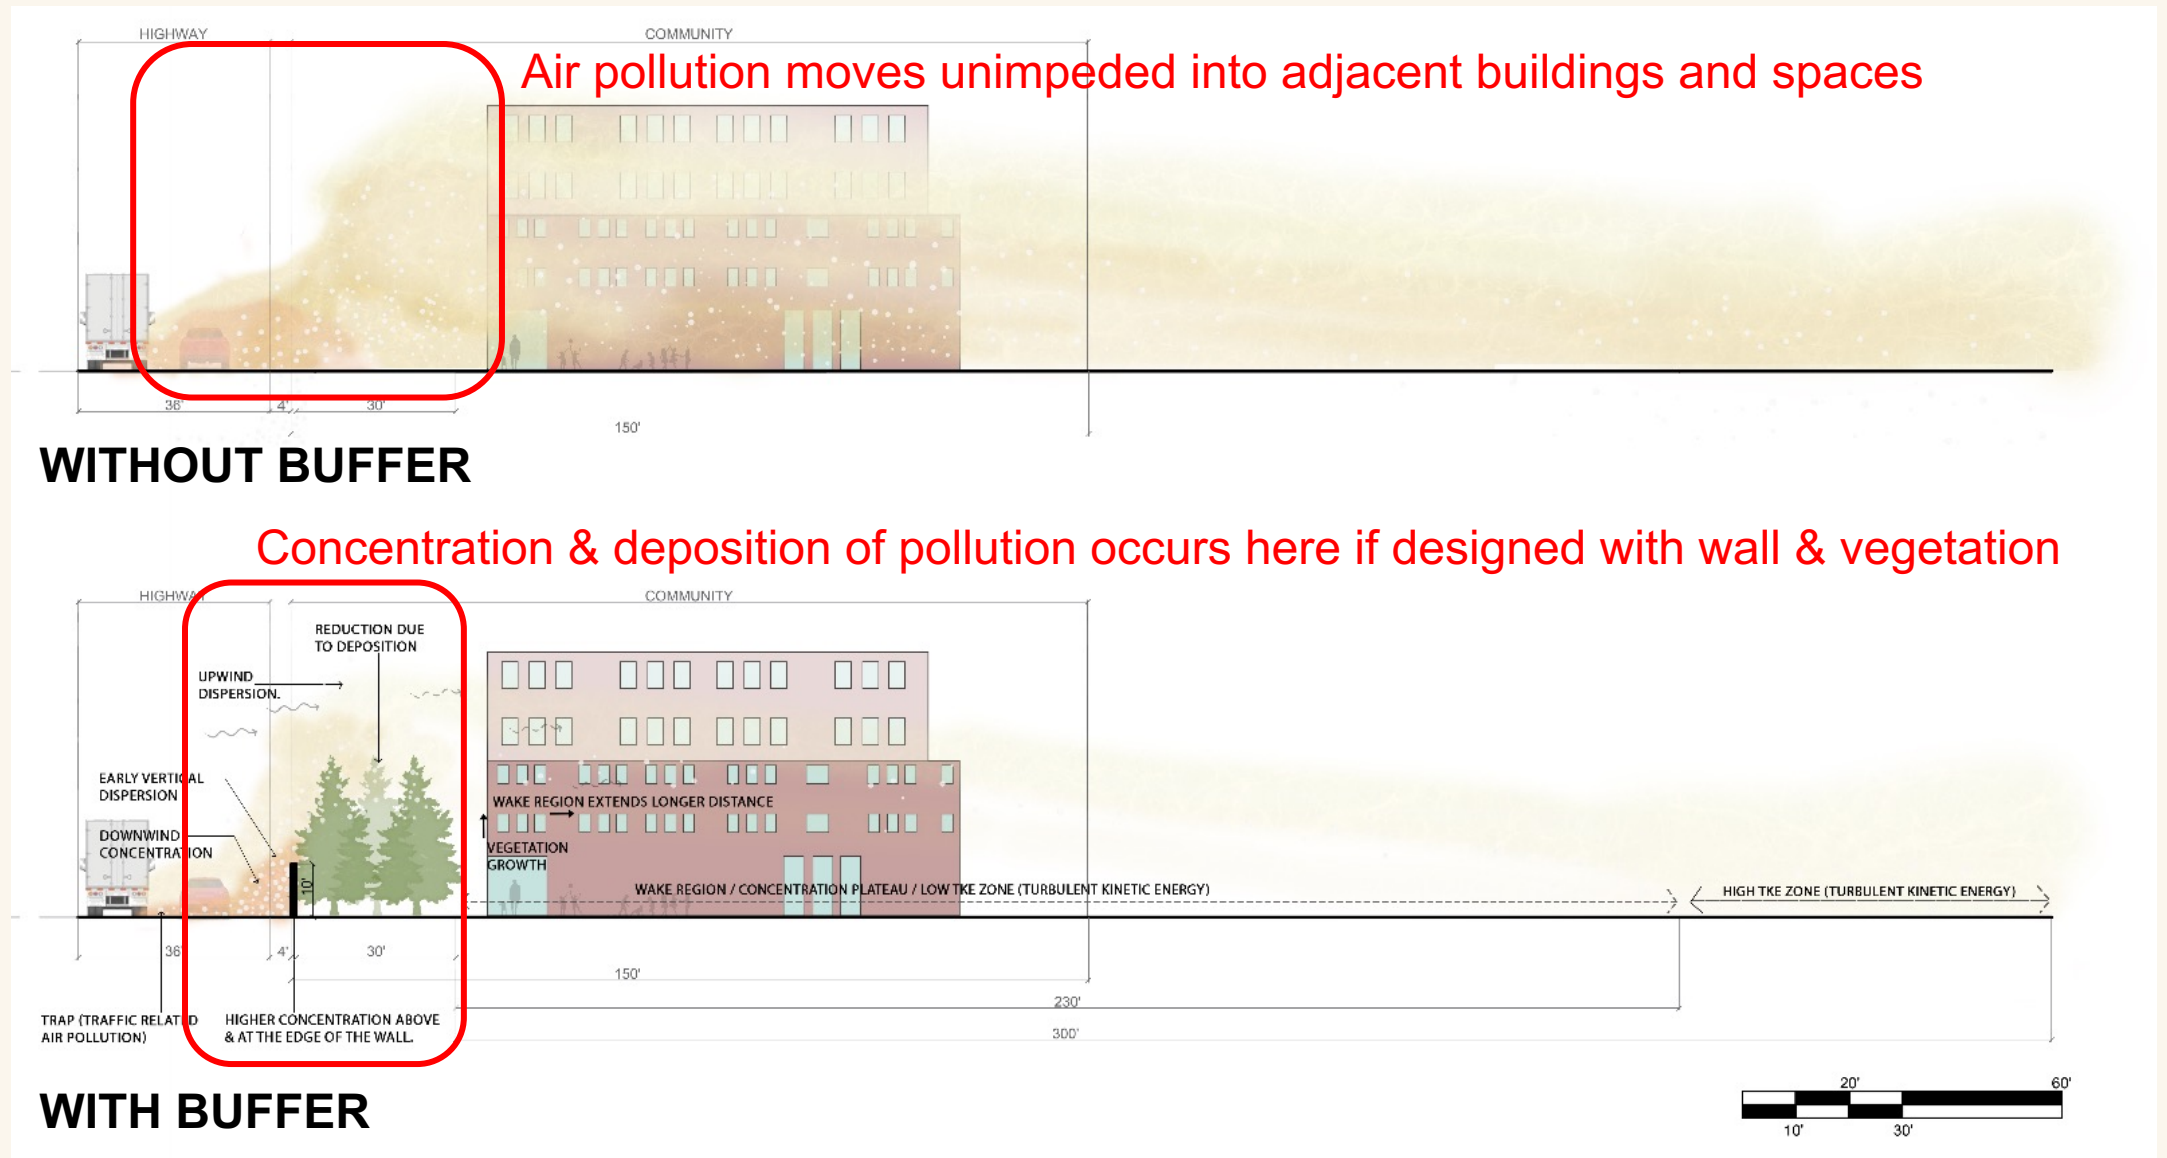 HIGHWAY
COMMUNITY
Air pollution moves unimpeded into adjacent buildings and spaces
36'
4'
30'
150'
WITHOUT BUFFER
Concentration & deposition of pollution occurs here if designed with wall & vegetation
HIGHWAY
COMMUNITY
REDUCTION DUE
TO DEPOSITION
UPWIND
DISPERSION.
EARLY VERTICAL
DISPERSION
DOWNWIND
CONCENTRATION
10'
WAKE REGION EXTENDS LONGER DISTANCE
VEGETATION
GROWTH
WAKE REGION / CONCENTRATION PLATEAU / LOW TKE ZONE (TURBULENT KINETIC ENERGY)
HIGH TKE ZONE (TURBULENT KINETIC ENERGY)
36'
4'
30'
150'
230'
300'
TRAP (TRAFFIC RELATED
AIR POLLUTION)
HIGHER CONCENTRATION ABOVE
& AT THE EDGE OF THE WALL.
WITH BUFFER
20'
60'
10'
30'